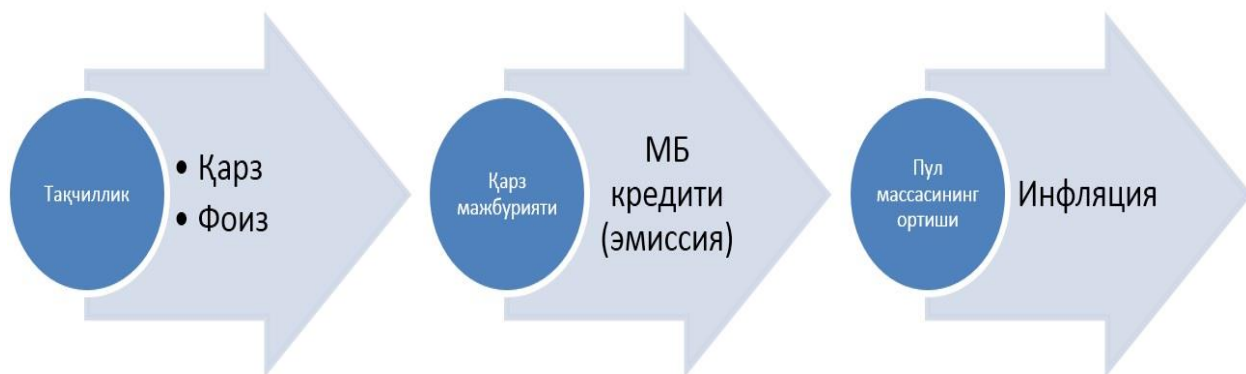 Тақчиллик
• Қарз
• Фоиз
Қарз
мажбурияти
МБ
кредити
(эмиссия)
Пул
массасининг
ортиши
Инфляция